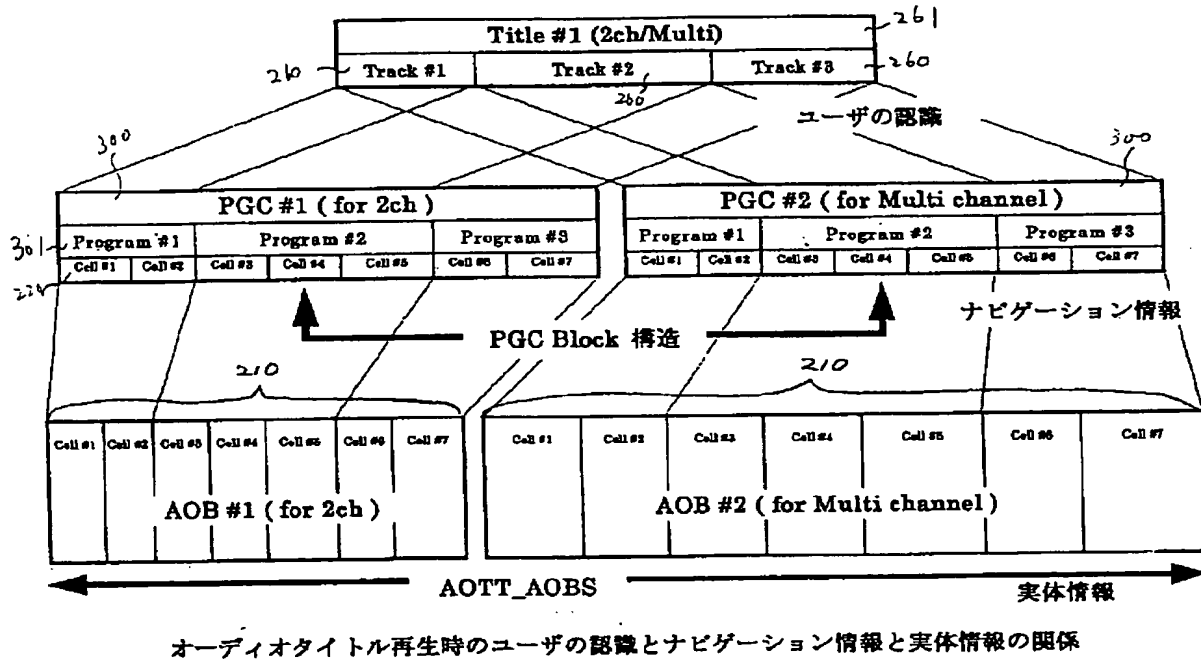 Title #1 (2ch/Multi)
261
260
Track #1
Track #2
Track #3
260
260
ユーザの認識
300
300
PGC #1 ( for 2ch )
PGC #2 ( for Multi channel )
301
Program #1
Program #2
Program #3
Program #1
Program #2
Program #3
Cell #1
Cell #2
Cell #3
Cell #4
Cell #5
Cell #6
Cell #7
Cell #1
Cell #2
Cell #3
Cell #4
Cell #5
Cell #6
Cell #7
ナビゲーション情報
PGC Block 構造
210
210
Cell #1
Cell #2
Cell #3
Cell #4
Cell #5
Cell #6
Cell #7
Cell #1
Cell #2
Cell #3
Cell #4
Cell #5
Cell #6
Cell #7
AOB #1 ( for 2ch )
AOB #2 ( for Multi channel )
AOTT_AOBS
実体情報
オーディオタイトル再生時のユーザの認識とナビゲーション情報と実体情報の関係